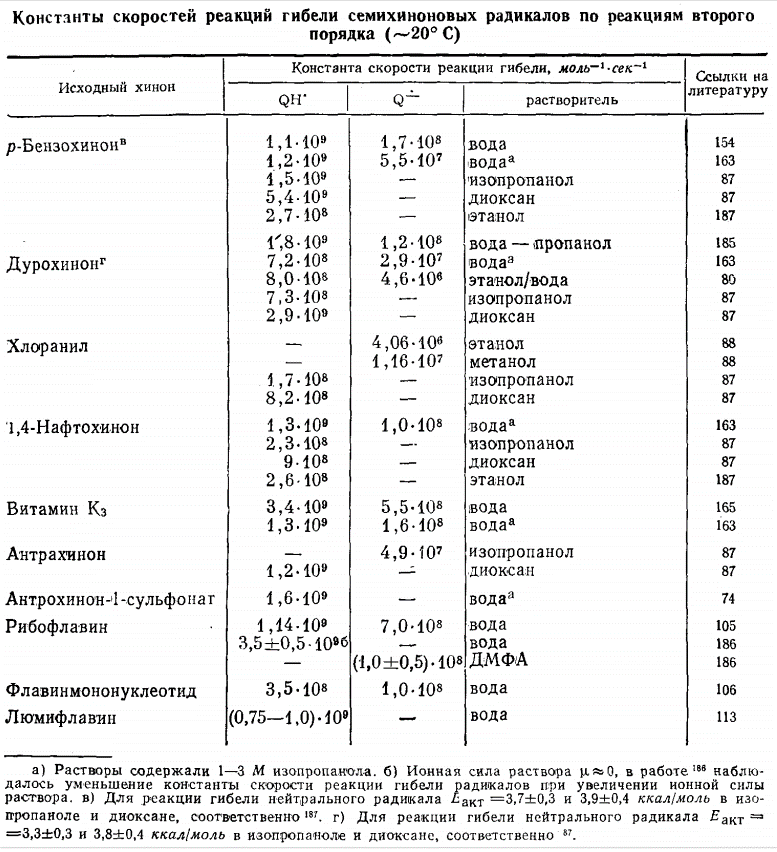 Константы скоростей реакций гибели семихиноновых радикалов по реакциям второго
порядка (~20° С)
Исходный хинон
Константа скорости реакции гибели, моль⁻¹·сек⁻¹
Ссылки на
литературу
QH˙ Q∸ растворитель
p-Бензохинонᵛ 1,1·10⁹ 1,7·10⁸ вода 154
1,2·10⁹ 5,5·10⁷ водаᵃ 163
1,5·10⁹ — изопропанол 87
5,4·10⁹ — диоксан 87
2,7·10⁸ — этанол 187
1,8·10⁹ 1,2·10⁸ вода — пропанол 185
Дурохинонᴦ 7,2·10⁸ 2,9·10⁷ водаᵃ 163
8,0·10⁸ 4,6·10⁶ этанол/вода 80
7,3·10⁸ — изопропанол 87
2,9·10⁹ — диоксан 87
Хлоранил — 4,06·10⁶ этанол 88
— 1,16·10⁷ метанол 88
1,7·10⁸ — изопропанол 87
8,2·10⁸ — диоксан 87
1,4-Нафтохинон 1,3·10⁹ 1,0·10⁸ водаᵃ 163
2,3·10⁸ — изопропанол 87
9·10⁸ — диоксан 87
2,6·10⁸ — этанол 187
Витамин К₃ 3,4·10⁹ 5,5·10⁸ вода 165
1,3·10⁹ 1,6·10⁸ водаᵃ 163
Антрахинон — 4,9·10⁷ изопропанол 87
1,2·10⁹ — диоксан 87
Антрохинон-1-сульфонат 1,6·10⁹ — водаᵃ 74
Рибофлавин 1,14·10⁹ 7,0·10⁸ вода 105
3,5±0,5·10⁹ᵇ — вода 186
— (1,0±0,5)·10⁸ ДМФА 186
Флавинмононуклеотид 3,5·10⁸ 1,0·10⁸ вода 106
Люмифлавин (0,75—1,0)·10⁹ — вода 113
а) Растворы содержали 1—3 М изопропанола. б) Ионная сила раствора μ≈0, в работе ¹⁸⁶ наблю-
далось уменьшение константы скорости реакции гибели радикалов при увеличении ионной силы
раствора. в) Для реакции гибели нейтрального радикала Eакт =3,7±0,3 и 3,9±0,4 ккал/моль в изо-
пропаноле и диоксане, соответственно ¹⁸⁷. г) Для реакции гибели нейтрального радикала Eакт =
=3,3±0,3 и 3,8±0,4 ккал/моль в изопропаноле и диоксане, соответственно ⁸⁷.